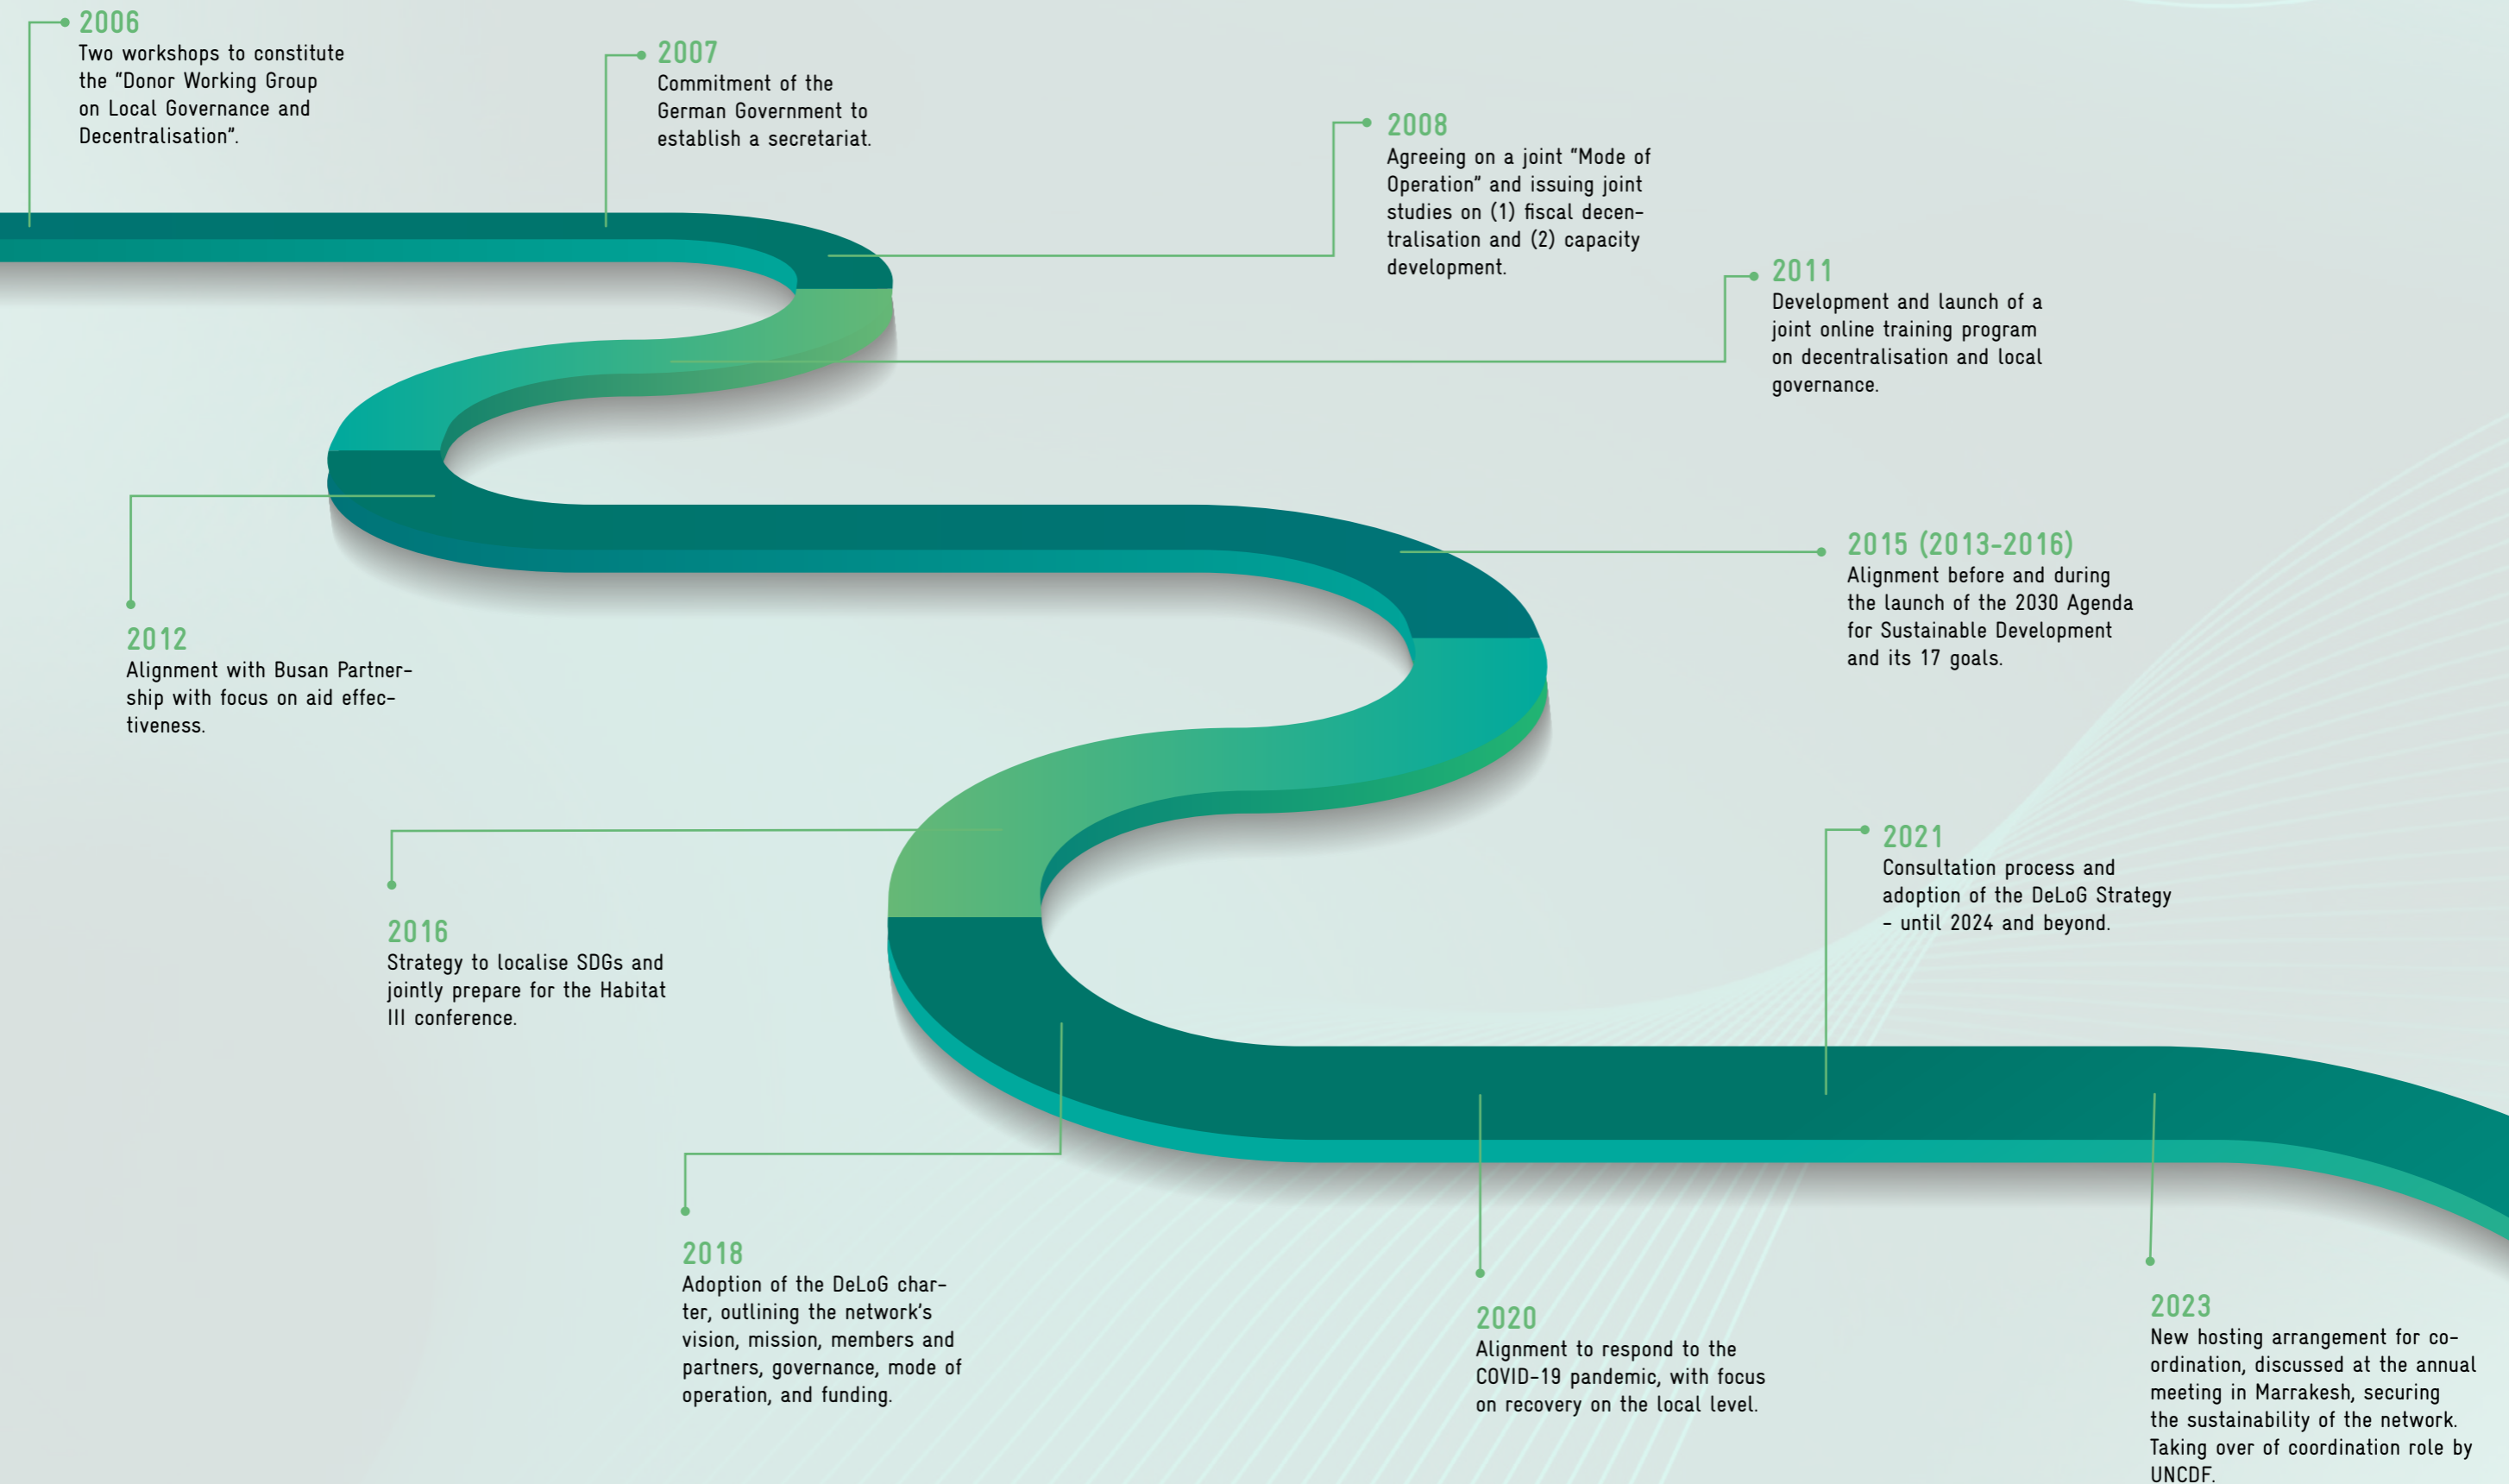 2006
Two workshops to constitute
the "Donor Working Group
on Local Governance and
Decentralisation".
2007
Commitment of the
German Government to
establish a secretariat.
2008
Agreeing on a joint "Mode of
Operation" and issuing joint
studies on (1) fiscal decen-
tralisation and (2) capacity
development.
2011
Development and launch of a
joint online training program
on decentralisation and local
governance.
2012
Alignment with Busan Partner-
ship with focus on aid effec-
tiveness.
2015 (2013-2016)
Alignment before and during
the launch of the 2030 Agenda
for Sustainable Development
and its 17 goals.
2016
Strategy to localise SDGs and
jointly prepare for the Habitat
III conference.
2018
Adoption of the DeLoG char-
ter, outlining the network's
vision, mission, members and
partners, governance, mode of
operation, and funding.
2020
Alignment to respond to the
COVID-19 pandemic, with focus
on recovery on the local level.
2021
Consultation process and
adoption of the DeLoG Strategy
- until 2024 and beyond.
2023
New hosting arrangement for co-
ordination, discussed at the annual
meeting in Marrakesh, securing
the sustainability of the network.
Taking over of coordination role by
UNCDF.